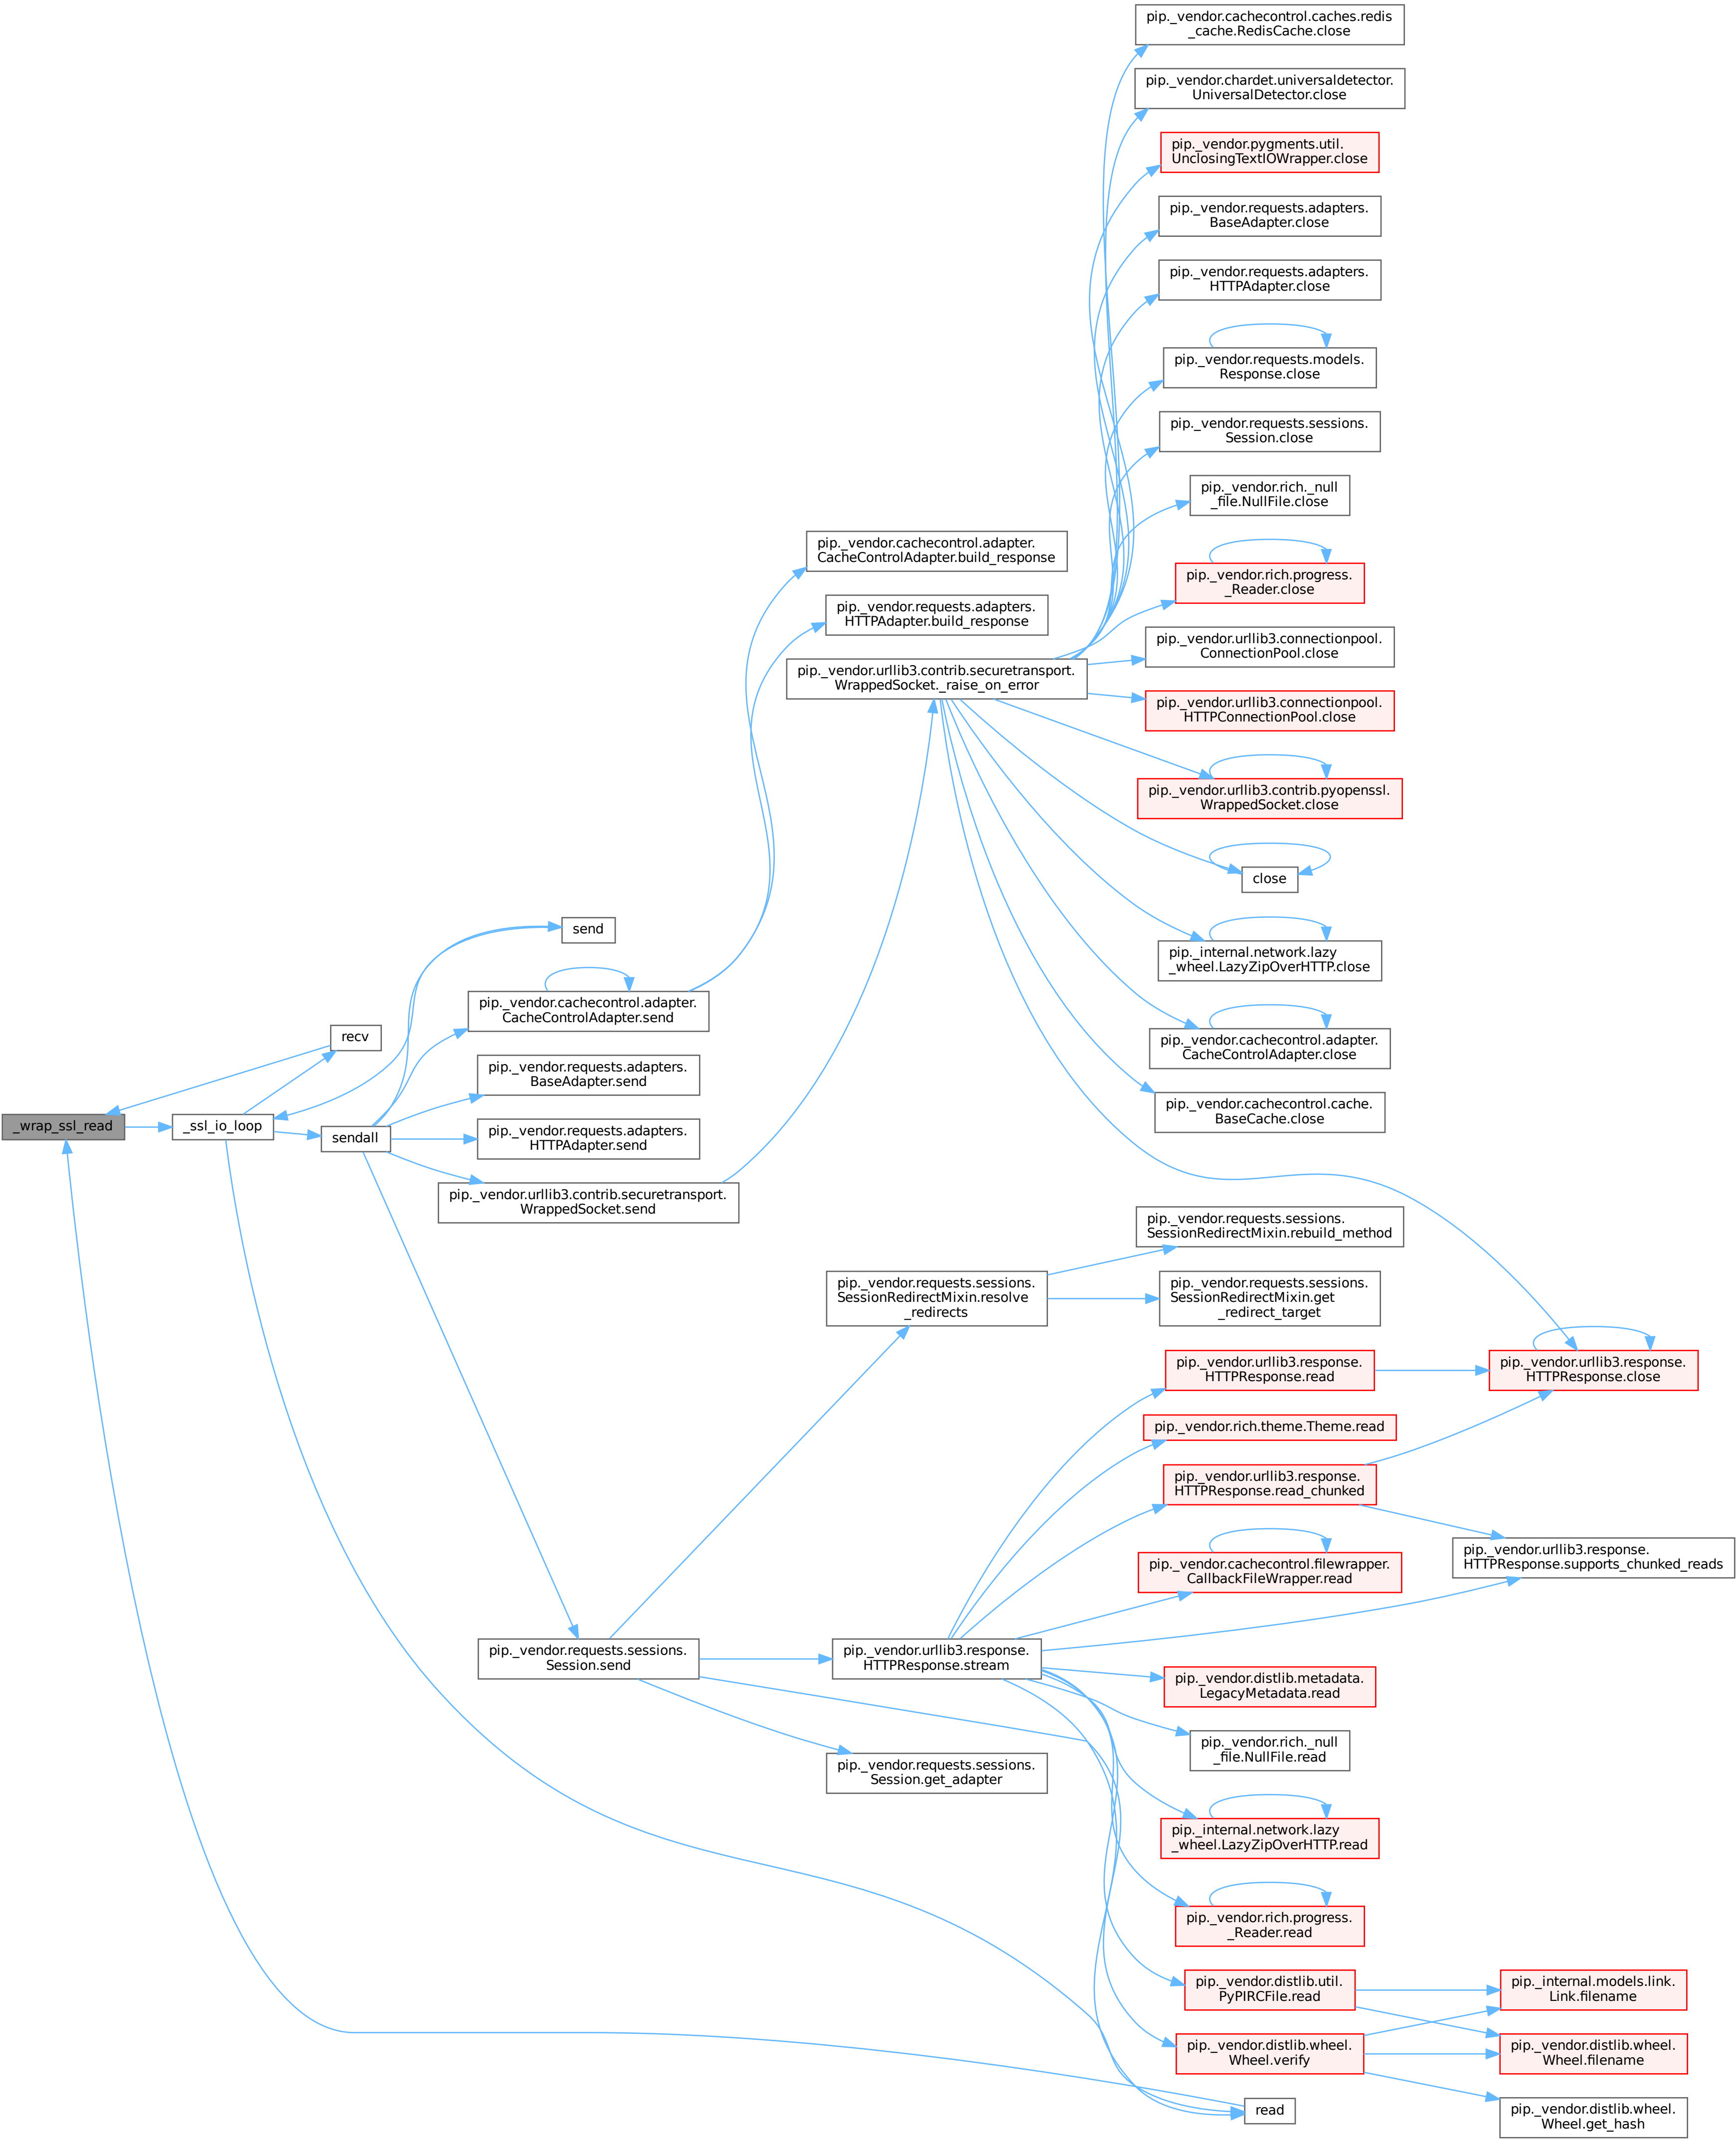 pip._vendor.cachecontrol.caches.redis
_cache.RedisCache.close
pip._vendor.chardet.universaldetector.
UniversalDetector.close
pip._vendor.pygments.util.
UnclosingTextIOWrapper.close
pip._vendor.requests.adapters.
BaseAdapter.close
pip._vendor.requests.adapters.
HTTPAdapter.close
pip._vendor.requests.models.
Response.close
pip._vendor.requests.sessions.
Session.close
pip._vendor.rich._null
_file.NullFile.close
pip._vendor.cachecontrol.adapter.
CacheControlAdapter.build_response
pip._vendor.rich.progress.
_Reader.close
pip._vendor.requests.adapters.
HTTPAdapter.build_response
pip._vendor.urllib3.connectionpool.
ConnectionPool.close
pip._vendor.urllib3.contrib.securetransport.
WrappedSocket._raise_on_error
pip._vendor.urllib3.connectionpool.
HTTPConnectionPool.close
pip._vendor.urllib3.contrib.pyopenssl.
WrappedSocket.close
close
send
pip._internal.network.lazy
_wheel.LazyZipOverHTTP.close
pip._vendor.cachecontrol.adapter.
CacheControlAdapter.send
recv
pip._vendor.cachecontrol.adapter.
CacheControlAdapter.close
pip._vendor.requests.adapters.
BaseAdapter.send
pip._vendor.cachecontrol.cache.
BaseCache.close
_wrap_ssl_read
_ssl_io_loop
sendall
pip._vendor.requests.adapters.
HTTPAdapter.send
pip._vendor.urllib3.contrib.securetransport.
WrappedSocket.send
pip._vendor.requests.sessions.
SessionRedirectMixin.rebuild_method
pip._vendor.requests.sessions.
SessionRedirectMixin.resolve
_redirects
pip._vendor.requests.sessions.
SessionRedirectMixin.get
_redirect_target
pip._vendor.urllib3.response.
HTTPResponse.read
pip._vendor.urllib3.response.
HTTPResponse.close
pip._vendor.rich.theme.Theme.read
pip._vendor.urllib3.response.
HTTPResponse.read_chunked
pip._vendor.cachecontrol.filewrapper.
CallbackFileWrapper.read
pip._vendor.urllib3.response.
HTTPResponse.supports_chunked_reads
pip._vendor.requests.sessions.
Session.send
pip._vendor.urllib3.response.
HTTPResponse.stream
pip._vendor.distlib.metadata.
LegacyMetadata.read
pip._vendor.rich._null
_file.NullFile.read
pip._vendor.requests.sessions.
Session.get_adapter
pip._internal.network.lazy
_wheel.LazyZipOverHTTP.read
pip._vendor.rich.progress.
_Reader.read
pip._vendor.distlib.util.
PyPIRCFile.read
pip._internal.models.link.
Link.filename
pip._vendor.distlib.wheel.
Wheel.verify
pip._vendor.distlib.wheel.
Wheel.filename
read
pip._vendor.distlib.wheel.
Wheel.get_hash